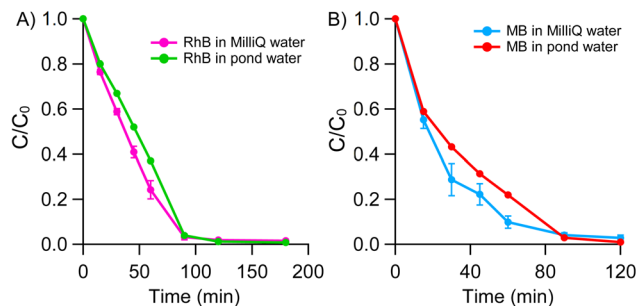 A)
1.0
0.8
0.6
0.4
0.2
0.0
C/C0
RhB in MilliQ water
RhB in pond water
0
50
100
150
200
Time (min)
B)
1.0
0.8
0.6
0.4
0.2
0.0
C/C0
MB in MilliQ water
MB in pond water
0
40
80
120
Time (min)